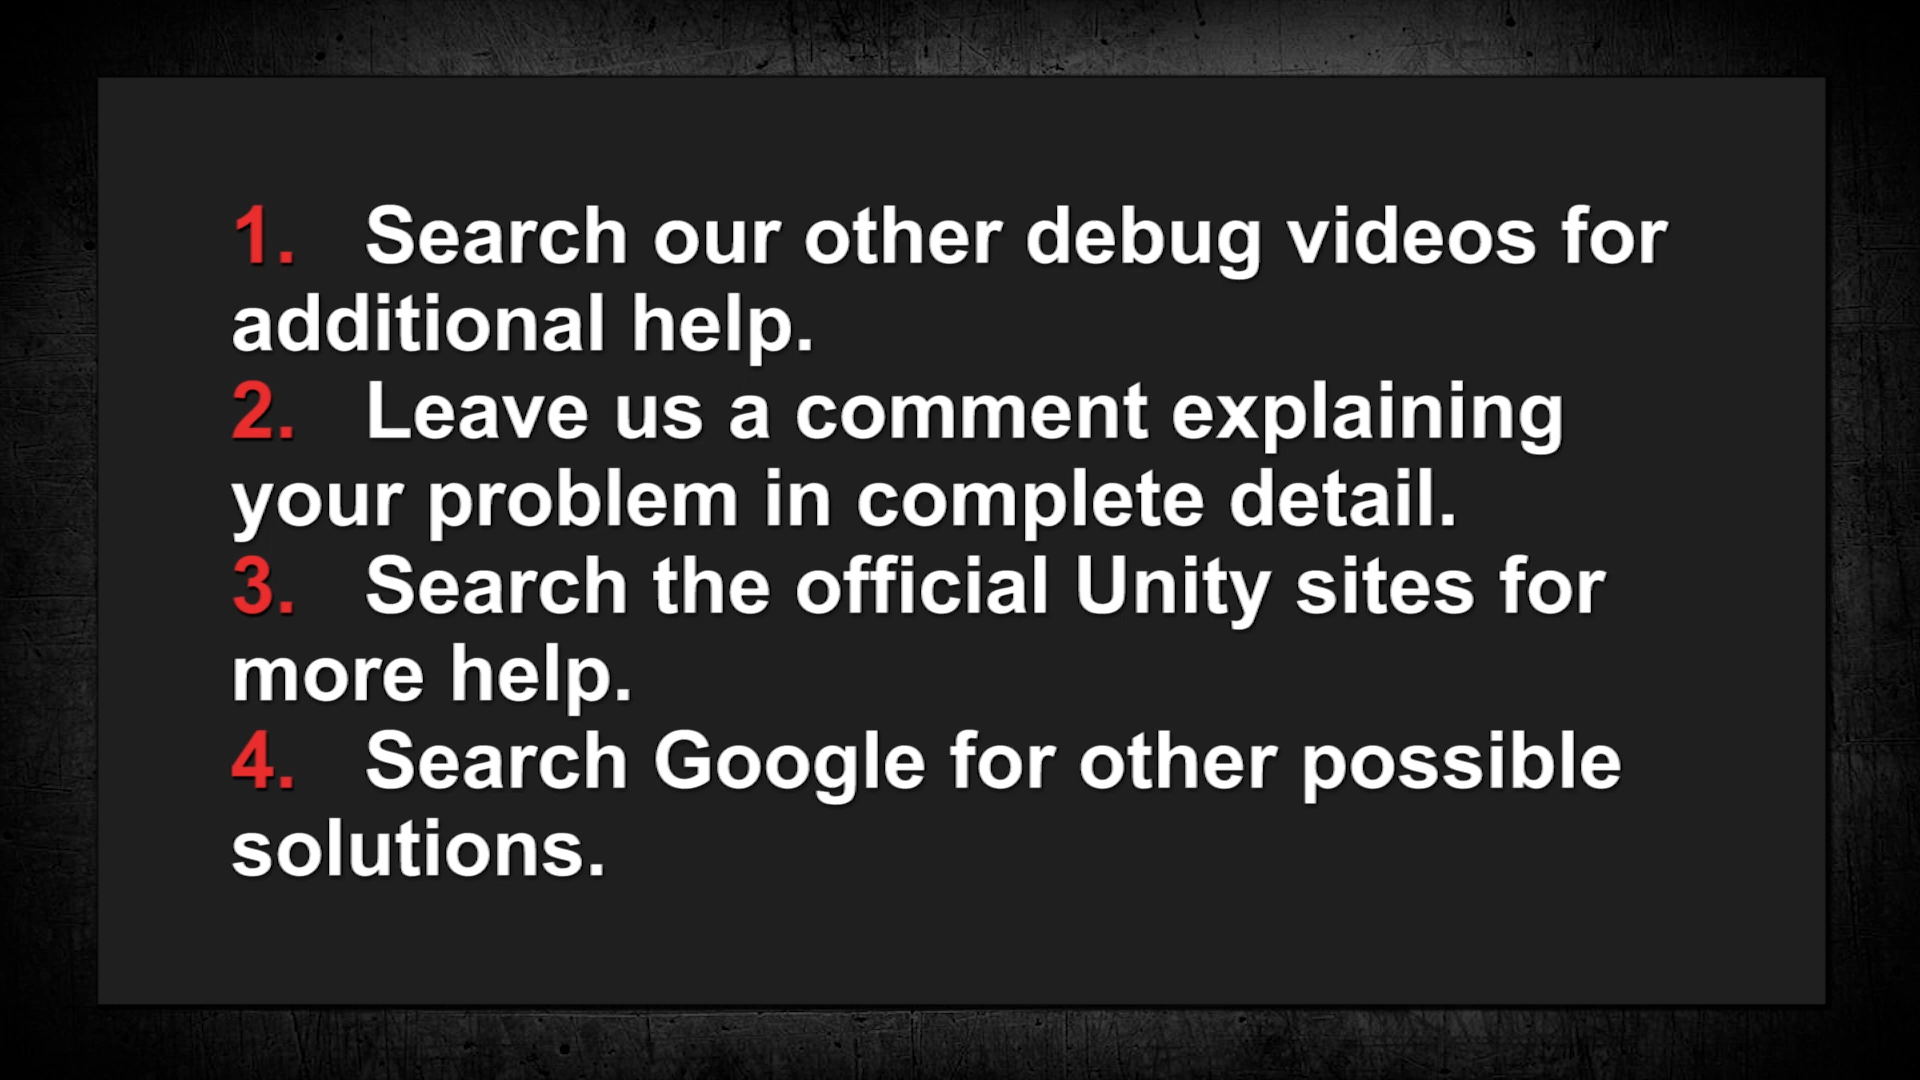 1. Search our other debug videos for
additional help.
2. Leave us a comment explaining
your problem in complete detail.
3. Search the official Unity sites for
more help.
4. Search Google for other possible
solutions.